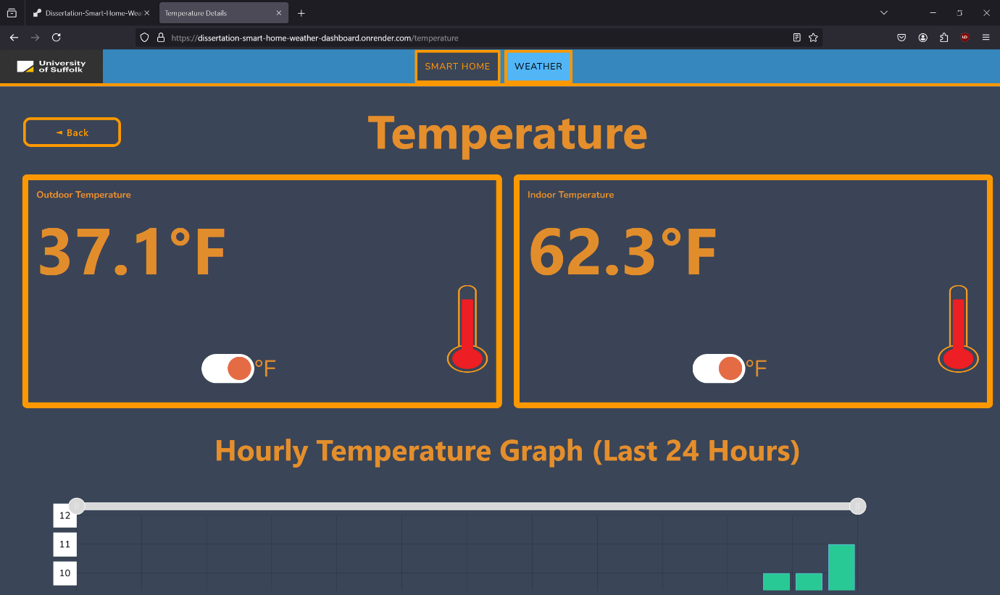 Dissertation-Smart-Home-Wea
Temperature Details
https://dissertation-smart-home-weather-dashboard.onrender.com/temperature
University
of Suffolk
SMART HOME
WEATHER
◄ Back
Temperature
Outdoor Temperature
37.1°F
°F
Indoor Temperature
62.3°F
°F
Hourly Temperature Graph (Last 24 Hours)
12
11
10